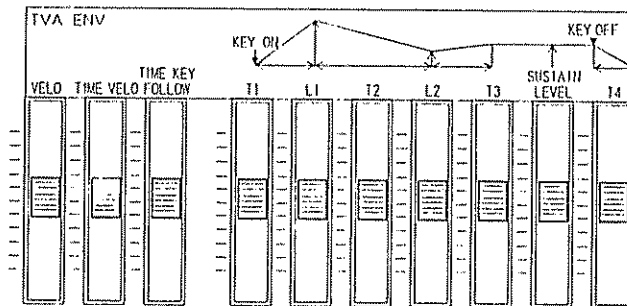 TVA ENV
KEY ON
KEY OFF
VELO
TIME VELO
TIME KEY
FOLLOW
T1
L1
T2
L2
T3
SUSTAIN
LEVEL
T4